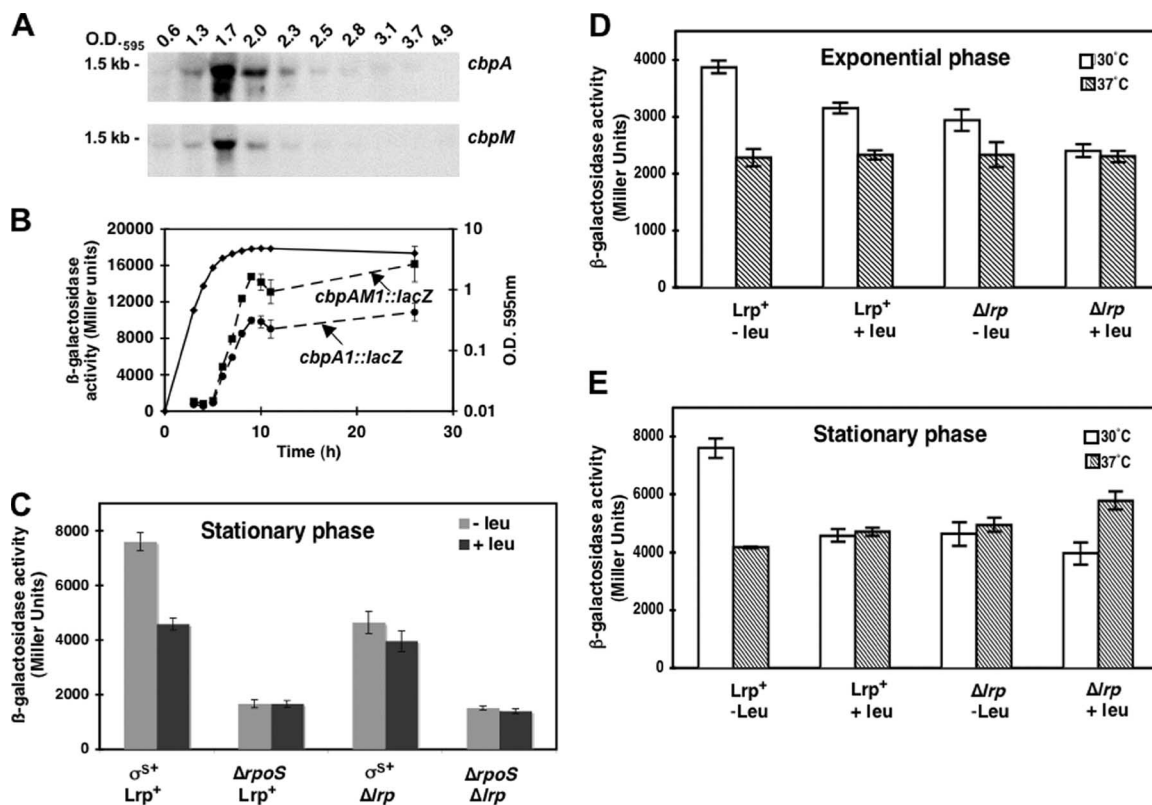 A
O.D.595
0.6 1.3 1.7 2.0 2.3 2.5 2.8 3.1 3.7 4.9
1.5 kb -
cbpA
1.5 kb -
cbpM
B
ß-galactosidase
activity (Miller units)
20000
16000
12000
8000
4000
0
10
1
0.1
0.01
O.D. 595nm
cbpAM1::lacZ
cbpA1::lacZ
0 10 20 30
Time (h)
C
Stationary phase
- leu
+ leu
ß-galactosidase activity
(Miller Units)
8000
6000
4000
2000
0
σS+ ΔrpoS σS+ ΔrpoS
Lrp+ Lrp+ Δlrp Δlrp
D
Exponential phase
30°C
37°C
β-galactosidase activity
(Miller Units)
4000
3000
2000
1000
0
Lrp+ Lrp+ Δlrp Δlrp
- leu + leu -leu + leu
E
Stationary phase
30°C
37°C
β-galactosidase activity
(Miller Units)
8000
6000
4000
2000
0
Lrp+ Lrp+ Δlrp Δlrp
-Leu + leu -Leu + leu